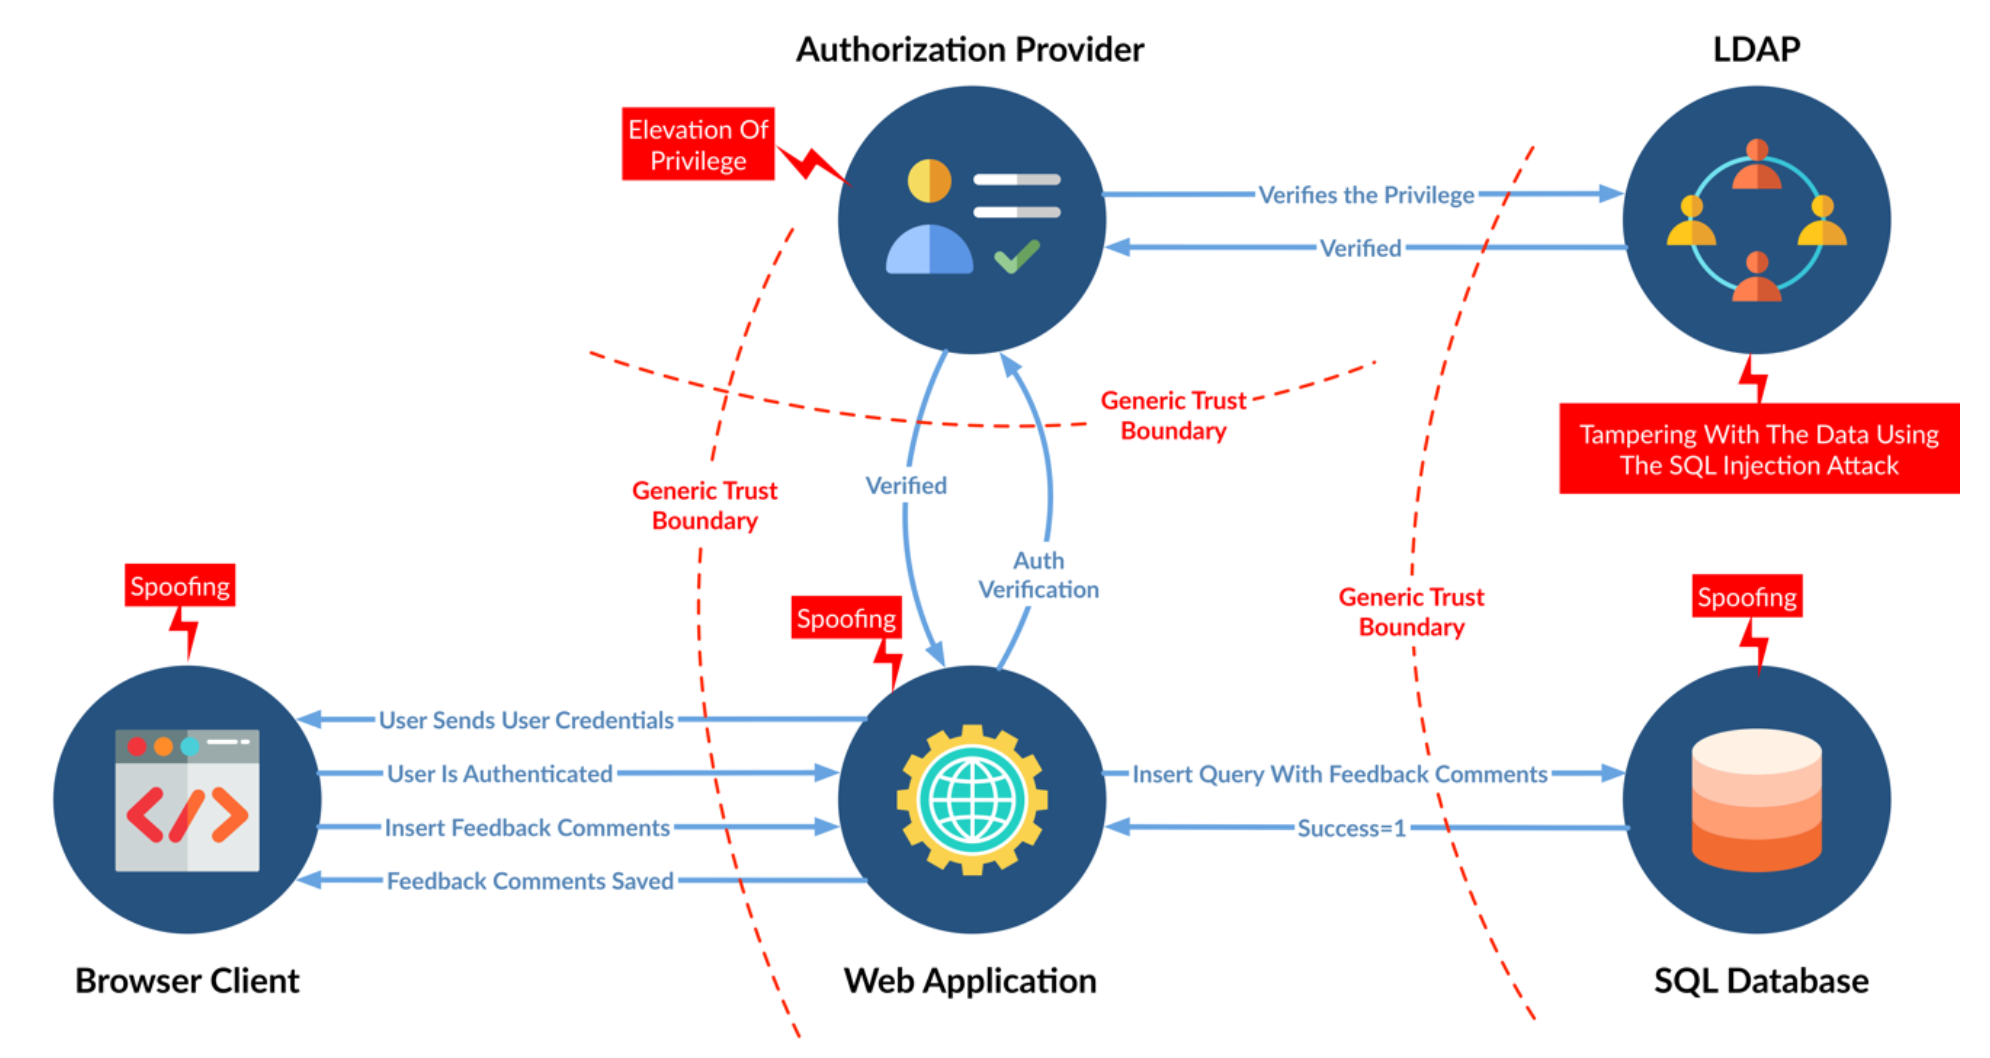 Authorization Provider
LDAP
Elevation Of
Privilege
Verifies the Privilege
Verified
Generic Trust
Boundary
Tampering With The Data Using
The SQL Injection Attack
Generic Trust
Boundary
Verified
Auth
Verification
Generic Trust
Boundary
Spoofing
Spoofing
Spoofing
User Sends User Credentials
User Is Authenticated
Insert Feedback Comments
Feedback Comments Saved
Insert Query With Feedback Comments
Success=1
Browser Client
Web Application
SQL Database